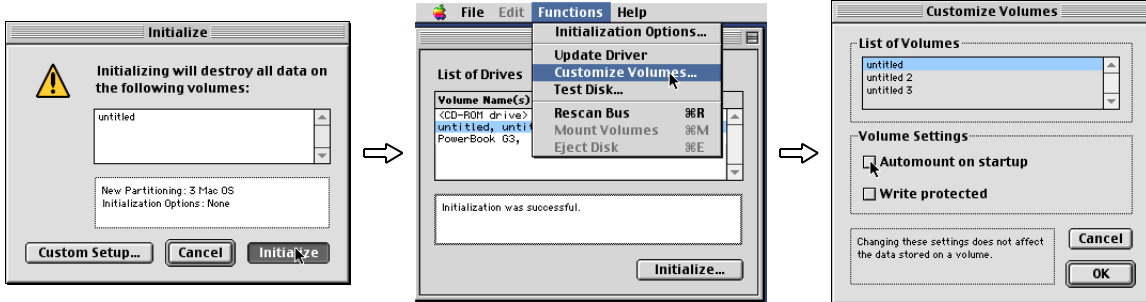 Initialize
Initializing will destroy all data on
the following volumes:
untitled
New Partitioning: 3 Mac OS
Initialization Options: None
Custom Setup...
Cancel
Initialize
File Edit Functions Help
Initialization Options...
Update Driver
Customize Volumes...
Test Disk...
Rescan Bus ⌘R
Mount Volumes ⌘M
Eject Disk ⌘E
List of Drives
Volume Name(s)
<CD-ROM drive>
untitled, untit
PowerBook G3,
Initialization was successful.
Initialize...
Customize Volumes
List of Volumes
untitled
untitled 2
untitled 3
Volume Settings
Automount on startup
Write protected
Changing these settings does not affect
the data stored on a volume.
Cancel
OK